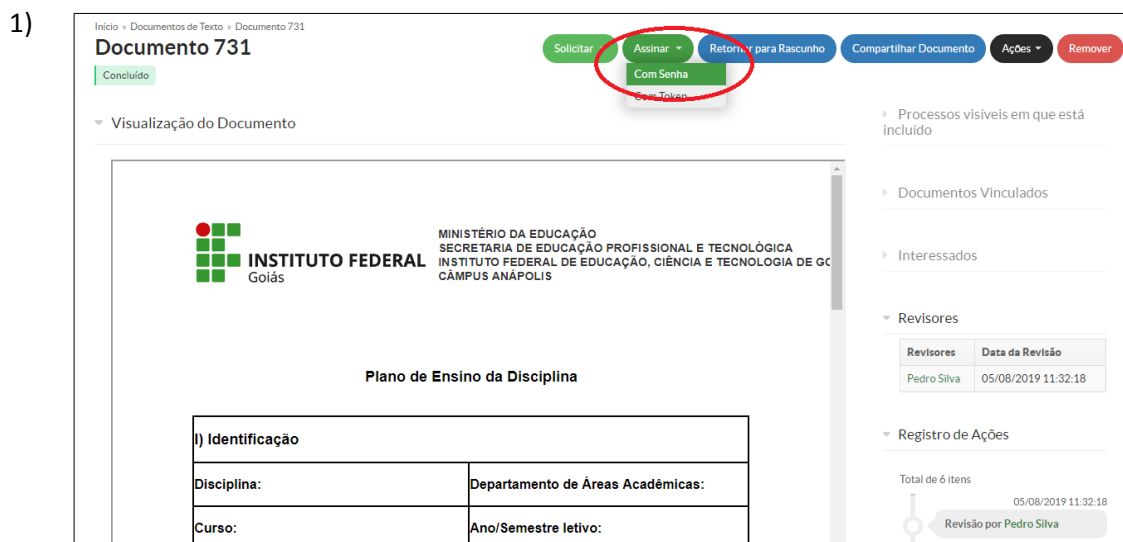 1)
Início » Documentos de Texto » Documento 731
Documento 731
Concluído
Solicitar
Assinar
Retornar para Rascunho
Compartilhar Documento
Ações
Remover
Com Senha
Com Token
Visualização do Documento
MINISTÉRIO DA EDUCAÇÃO
SECRETARIA DE EDUCAÇÃO PROFISSIONAL E TECNOLÓGICA
INSTITUTO FEDERAL DE EDUCAÇÃO, CIÊNCIA E TECNOLOGIA DE GO
CÂMPUS ANÁPOLIS
INSTITUTO FEDERAL
Goiás
Plano de Ensino da Disciplina
I) Identificação
Disciplina:
Departamento de Áreas Acadêmicas:
Curso:
Ano/Semestre letivo:
Processos visíveis em que está
incluído
Documentos Vinculados
Interessados
Revisores
Revisores
Data da Revisão
Pedro Silva
05/08/2019 11:32:18
Registro de Ações
Total de 6 itens
05/08/2019 11:32:18
Revisão por Pedro Silva